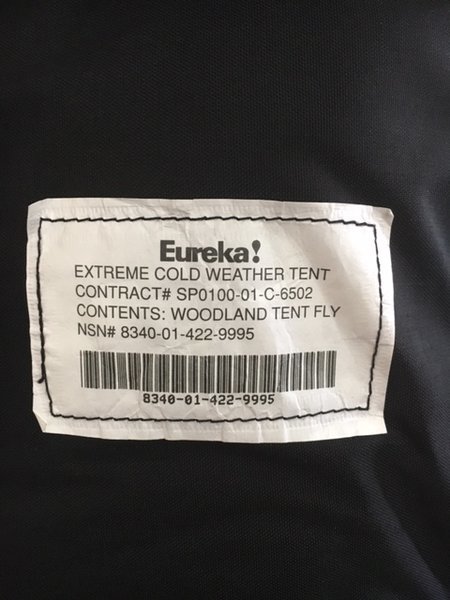 Eureka!
EXTREME COLD WEATHER TENT
CONTRACT# SP0100-01-C-6502
CONTENTS: WOODLAND TENT FLY
NSN# 8340-01-422-9995
8340-01-422-9995